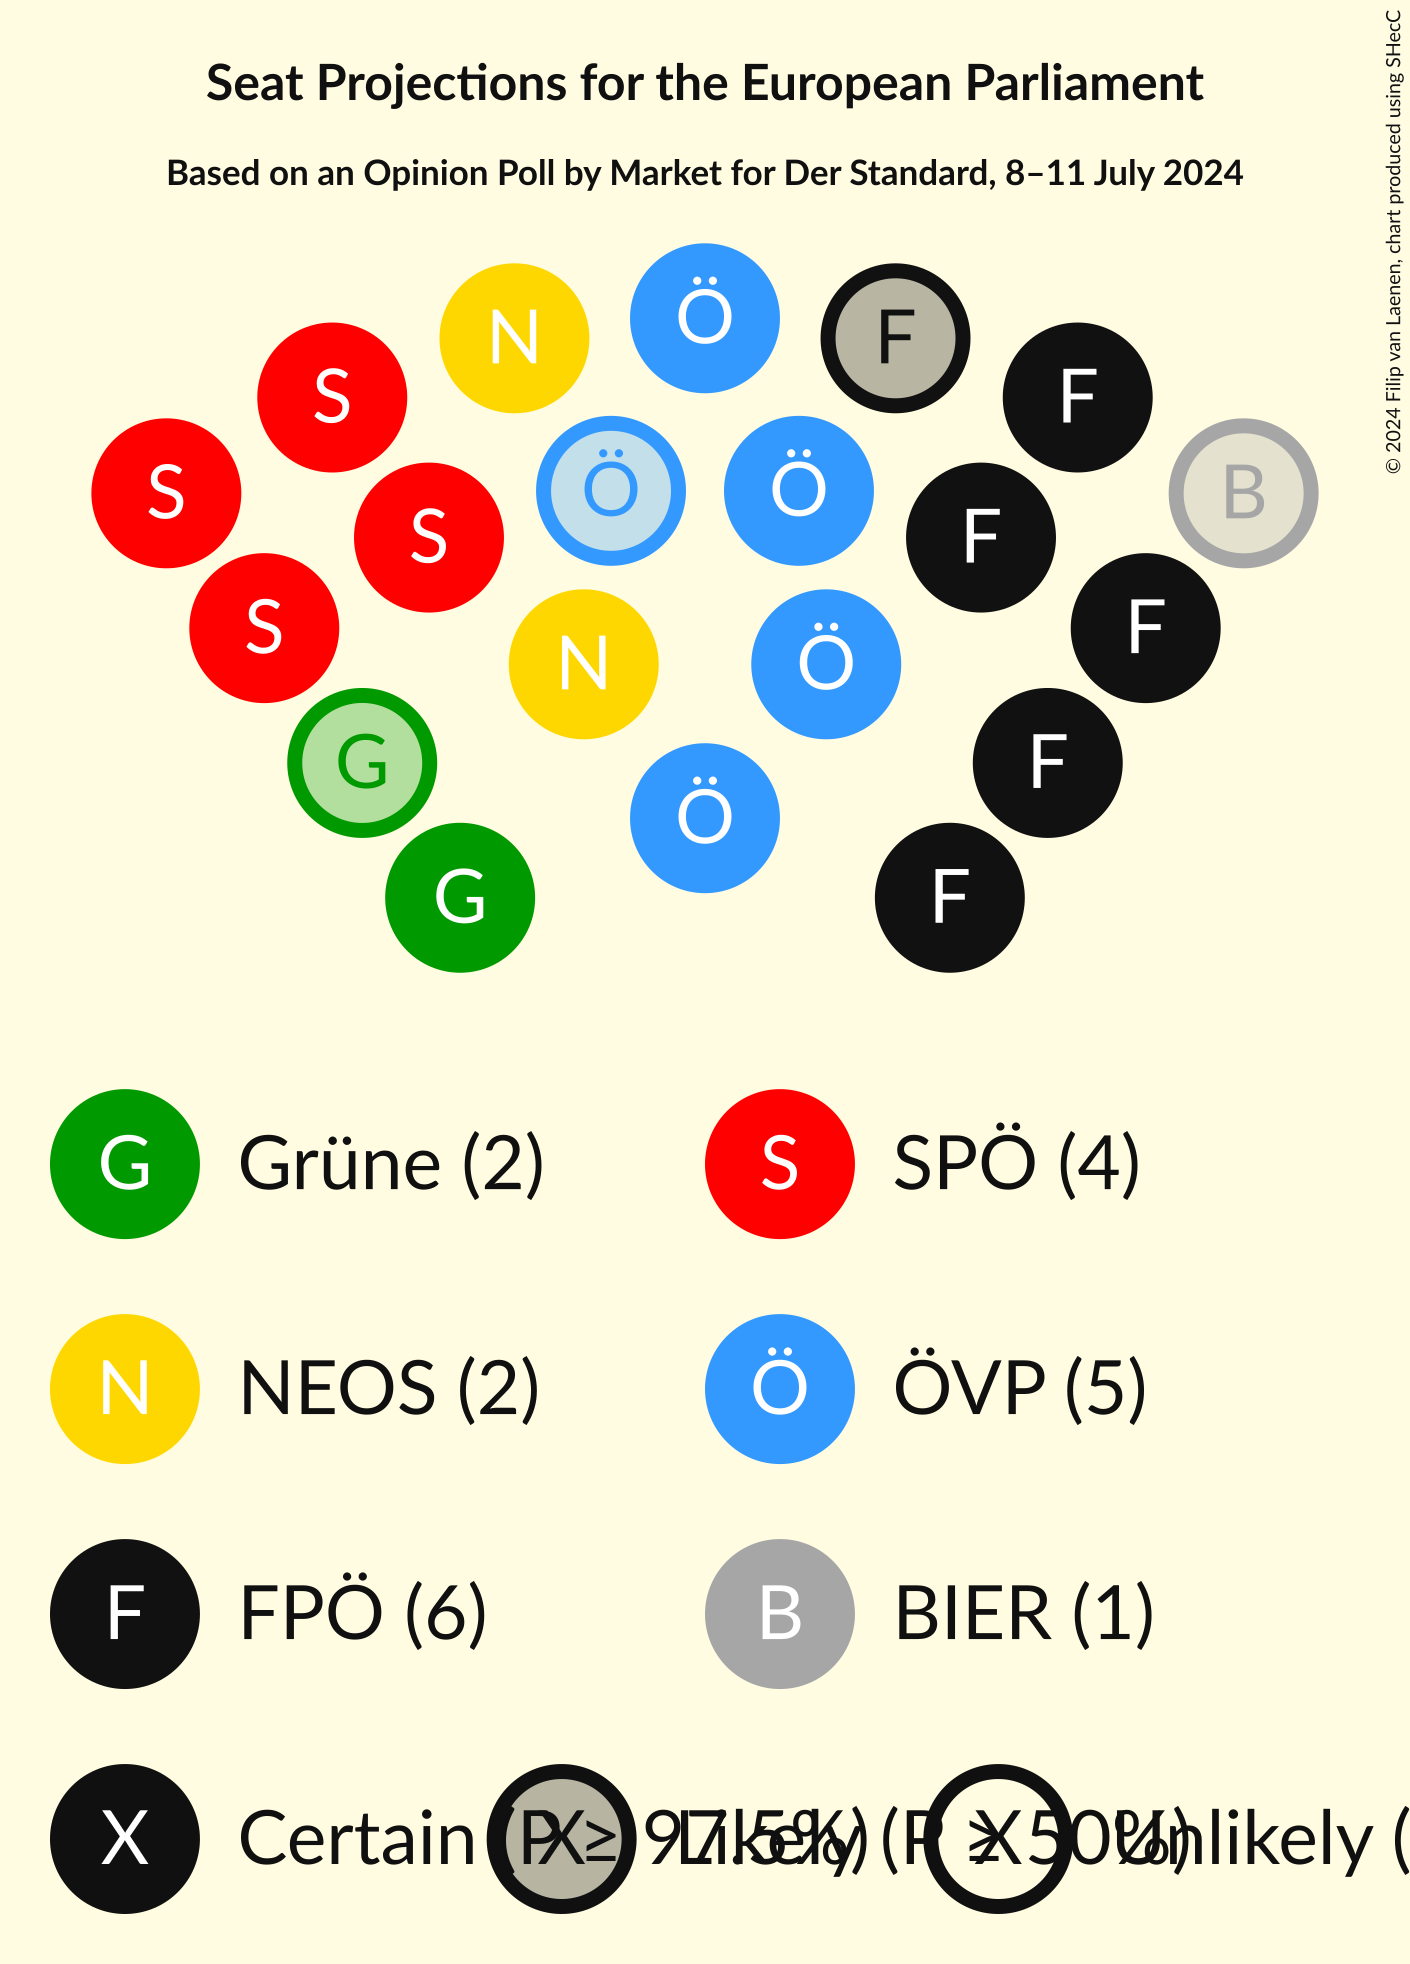 Seat Projections for the European Parliament
Based on an Opinion Poll by Market for Der Standard, 8–11 July 2024
© 2024 Filip van Laenen, chart produced using SHecC
Ö
N F
S F
S B
Ö Ö
S F
S F
N Ö
G F
Ö
G F
G Grüne (2) S SPÖ (4)
N NEOS (2) Ö ÖVP (5)
F FPÖ (6) B BIER (1)
X Certain (P ≥ 97.5%) X Likely (P ≥ 50%) X Unlikely (